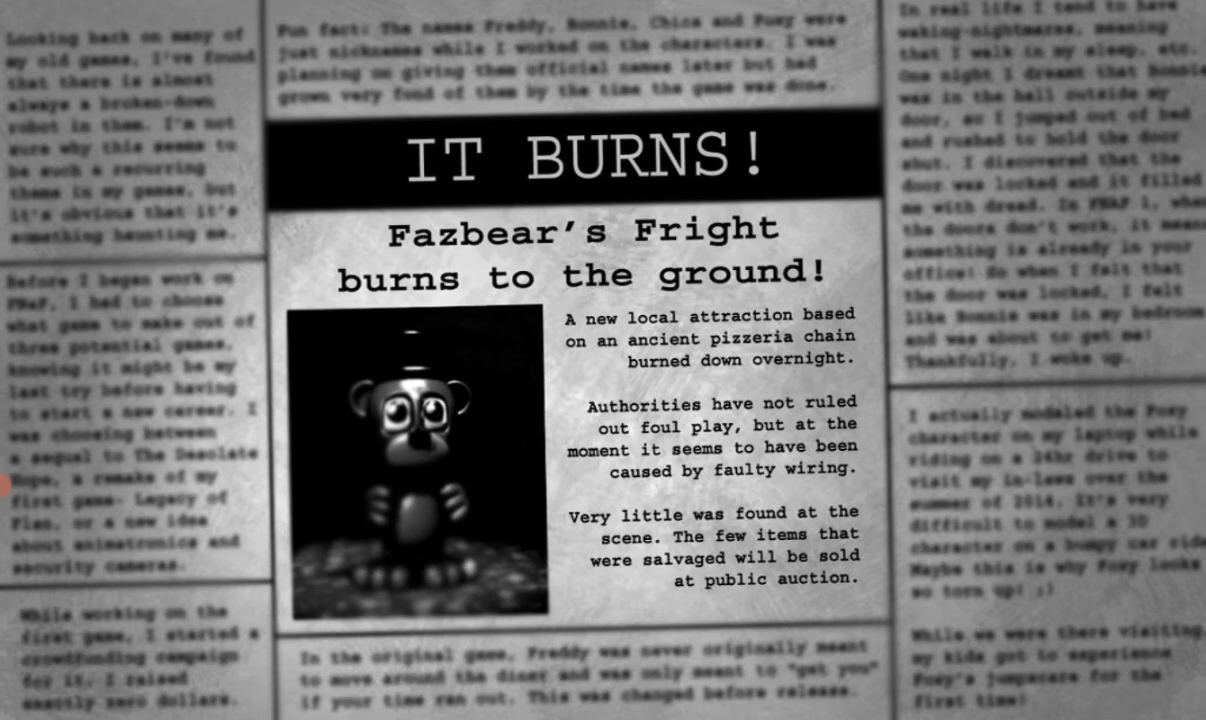 Looking back on many of
my old games, I've found
that there is almost
always a broken-down
robot in them. I'm not
sure why this seems to
be such a recurring
theme in my games, but
it's obvious that it's
something haunting me.
Before I began work on
FNaF, I had to choose
what game to make out of
three potential games,
knowing it might be my
last try before having
to start a new career. I
was choosing between
a sequel to The Desolate
Hope, a remake of my
first game- Legacy of
Flan, or a new idea
about animatronics and
security cameras.
While working on the
first game, I started a
crowdfunding campaign
for it. I raised
exactly zero dollars.
Fun fact: The names Freddy, Bonnie, Chica and Foxy were
just nicknames while I worked on the characters. I was
planning on giving them official names later but had
grown very fond of them by the time the game was done.
IT BURNS!
Fazbear's Fright
burns to the ground!
A new local attraction based
on an ancient pizzeria chain
burned down overnight.
Authorities have not ruled
out foul play, but at the
moment it seems to have been
caused by faulty wiring.
Very little was found at the
scene. The few items that
were salvaged will be sold
at public auction.
In the original game, Freddy was never originally meant
to move around the diner and was only meant to "get you"
if your time ran out. This was changed before release.
In real life I tend to have
waking-nightmares, meaning
that I walk in my sleep, etc.
One night I dreamt that Bonnie
was in the hall outside my
door, so I jumped out of bed
and rushed to hold the door
shut. I discovered that the
door was locked and it filled
me with dread. In FNAF 1, when
the doors don't work, it means
something is already in your
office! So when I felt that
the door was locked, I felt
like Bonnie was in my bedroom
and was about to get me!
Thankfully, I woke up.
I actually modeled the Foxy
character on my laptop while
riding on a 24hr drive to
visit my in-laws over the
summer of 2014. It's very
difficult to model a 3D
character on a bumpy car ride
Maybe this is why Foxy looks
so torn up! ;)
While we were there visiting,
my kids got to experience
Foxy's jumpscare for the
first time!